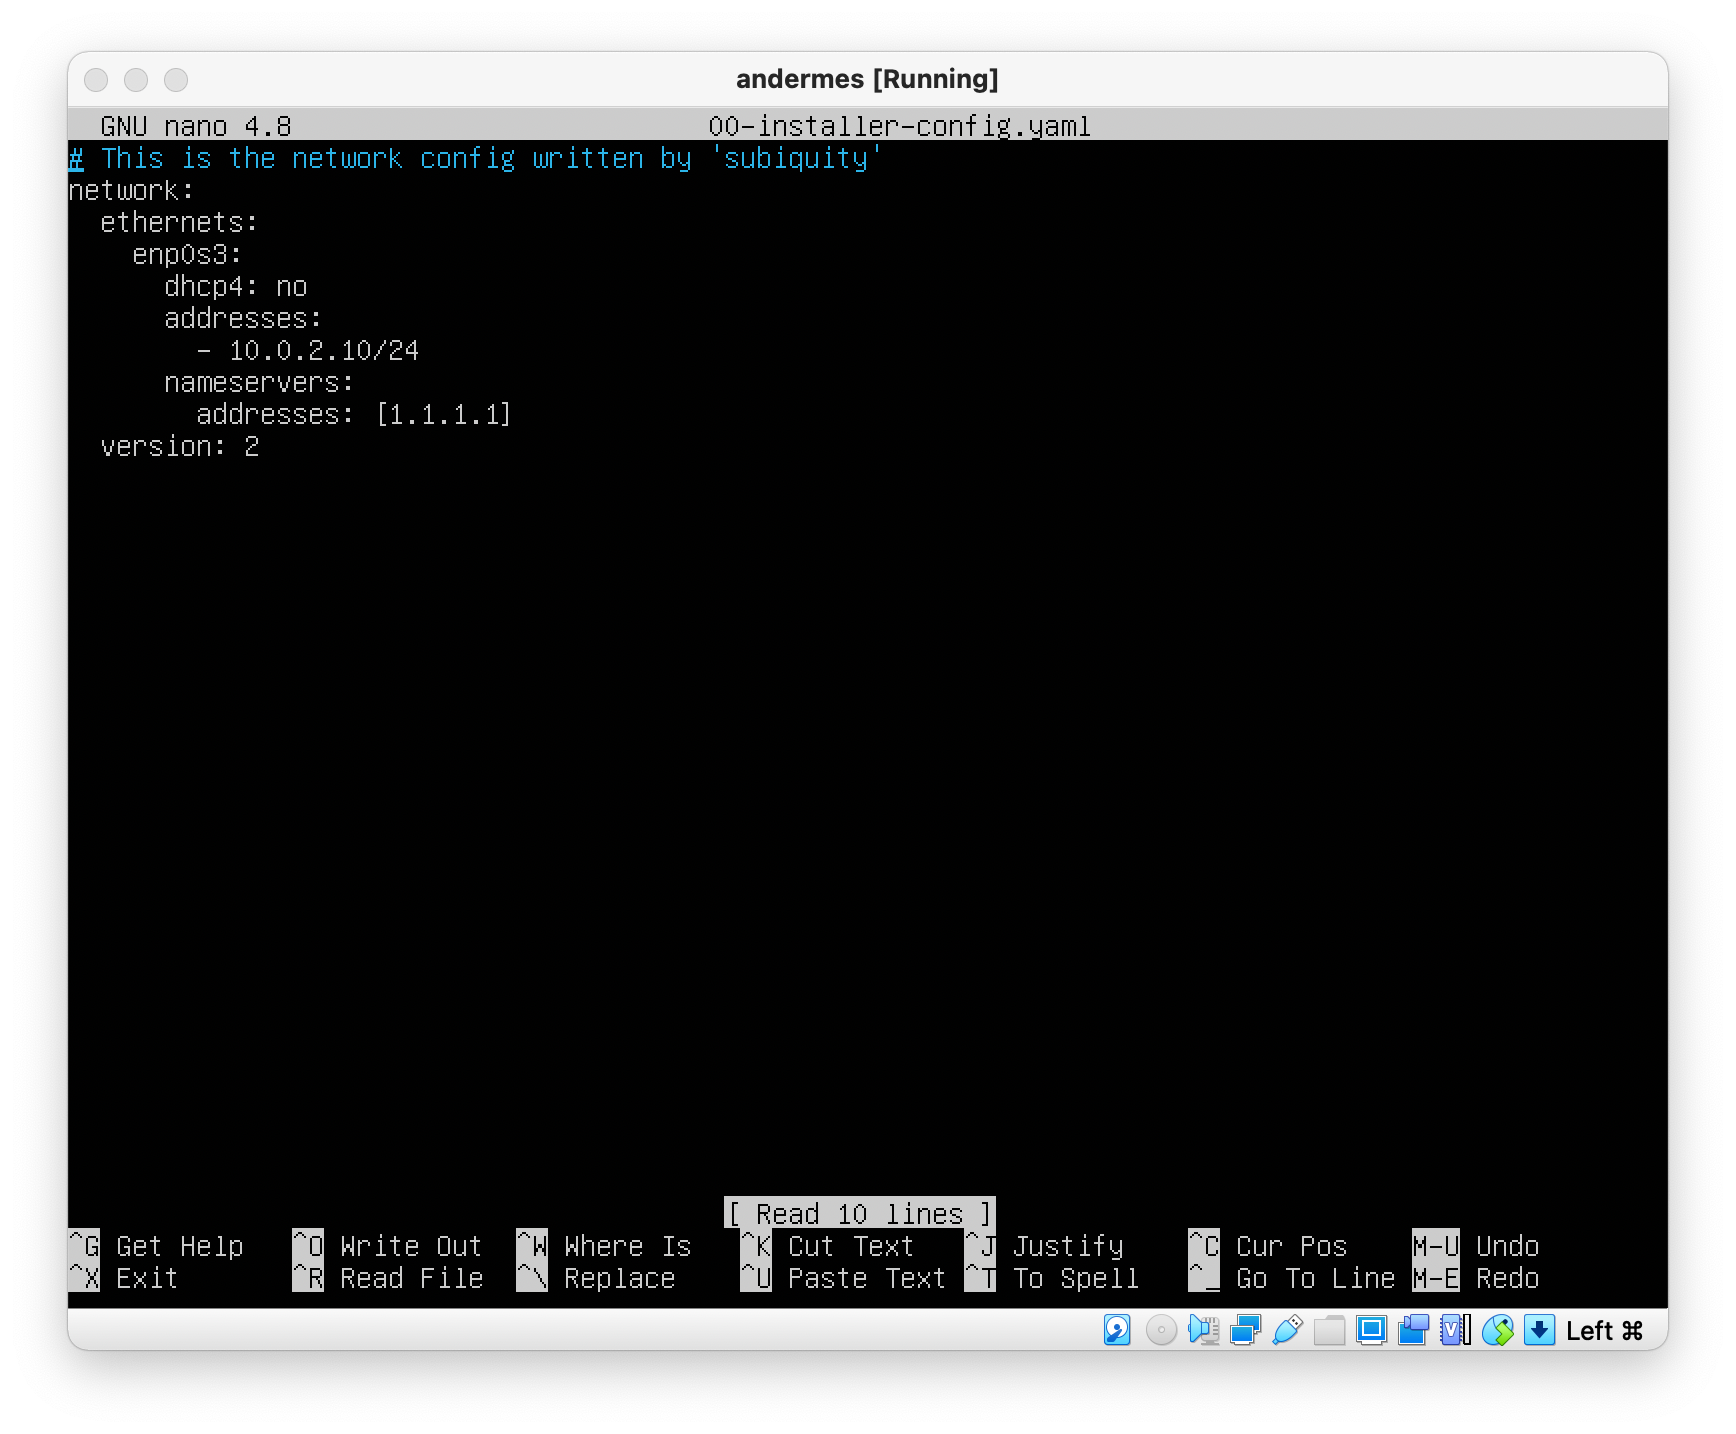 andermes [Running]
GNU nano 4.8 00-installer-config.yaml
# This is the network config written by 'subiquity'
network:
  ethernets:
    enp0s3:
      dhcp4: no
      addresses:
        - 10.0.2.10/24
      nameservers:
        addresses: [1.1.1.1]
  version: 2
[ Read 10 lines ]
^G Get Help ^O Write Out ^W Where Is ^K Cut Text ^J Justify ^C Cur Pos M-U Undo
^X Exit ^R Read File ^\ Replace ^U Paste Text ^T To Spell ^_ Go To Line M-E Redo
Left ⌘